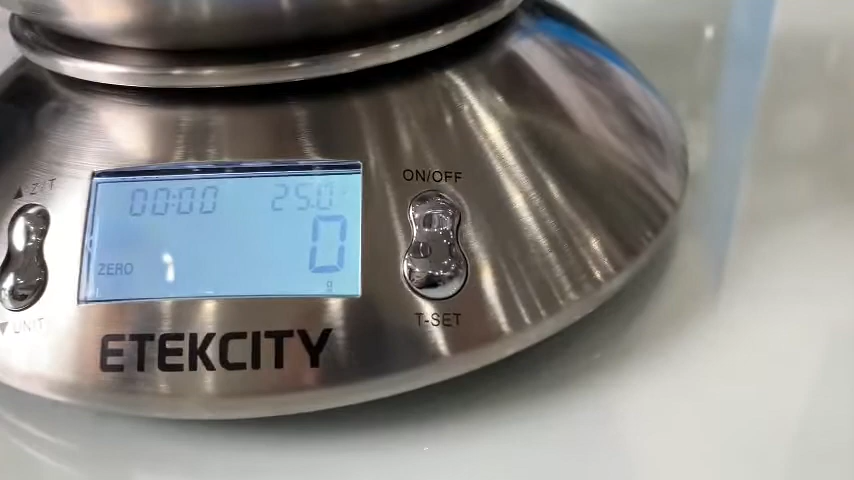 ▲ Z/T
ON/OFF
00:00 25.0°
0
ZERO
g
▼ UNIT
T-SET
ETEKCITY